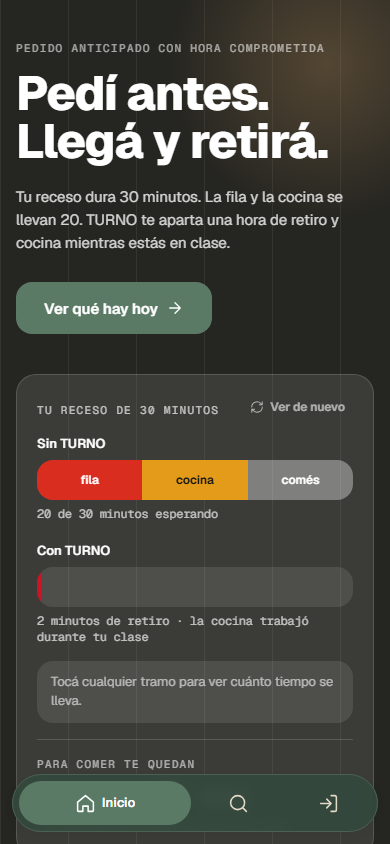 PEDIDO ANTICIPADO CON HORA COMPROMETIDA
Pedí antes.
Llegá y retirá.
Tu receso dura 30 minutos. La fila y la cocina se
llevan 20. TURNO te aparta una hora de retiro y
cocina mientras estás en clase.
Ver qué hay hoy
TU RECESO DE 30 MINUTOS
Ver de nuevo
Sin TURNO
fila
cocina
comés
20 de 30 minutos esperando
Con TURNO
2 minutos de retiro · la cocina trabajó
durante tu clase
Tocá cualquier tramo para ver cuánto tiempo se
lleva.
PARA COMER TE QUEDAN
Inicio